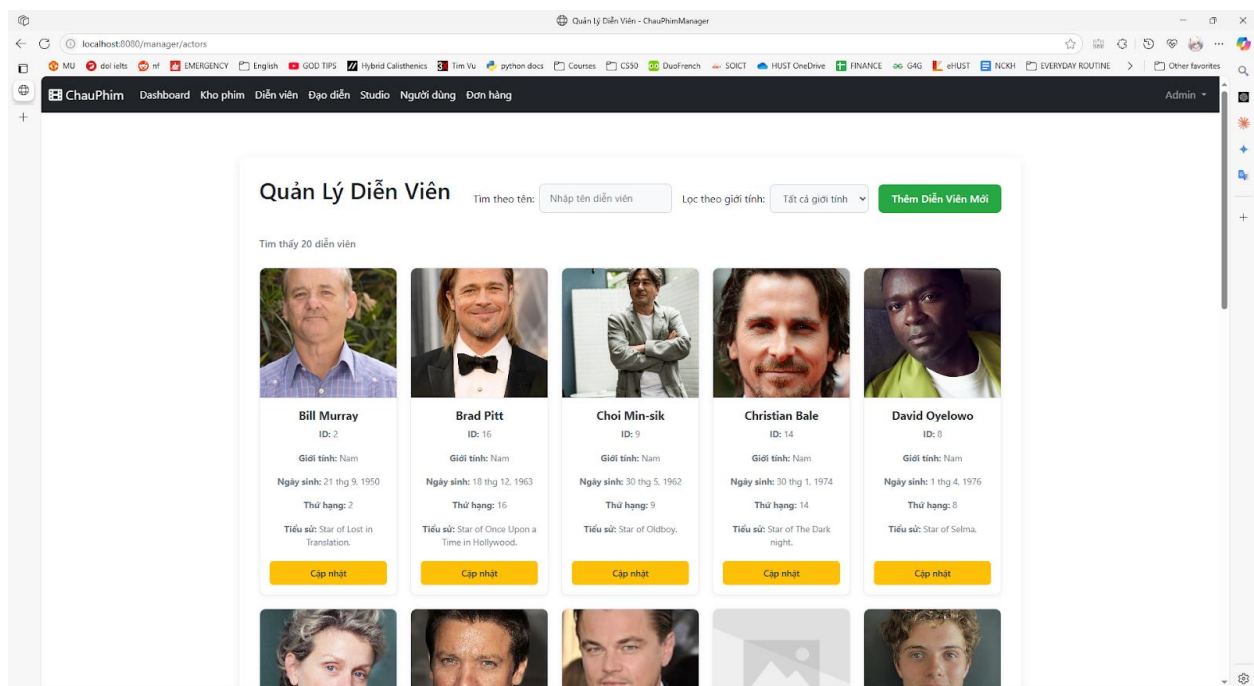 Quản Lý Diễn Viên - ChauPhimManager
localhost:8080/manager/actors
MU dol ielts nf EMERGENCY English GOD TIPS Hybrid Calisthenics Tim Vu python docs Courses CS50 DuoFrench SOICT HUST OneDrive FINANCE G4G eHUST NCKH EVERYDAY ROUTINE Other favorites
ChauPhim Dashboard Kho phim Diễn viên Đạo diễn Studio Người dùng Đơn hàng Admin
Quản Lý Diễn Viên Tìm theo tên: Nhập tên diễn viên Lọc theo giới tính: Tất cả giới tính Thêm Diễn Viên Mới
Tìm thấy 20 diễn viên
Bill Murray
ID: 2
Giới tính: Nam
Ngày sinh: 21 thg 9, 1950
Thứ hạng: 2
Tiểu sử: Star of Lost in
Translation.
Cập nhật
Brad Pitt
ID: 16
Giới tính: Nam
Ngày sinh: 18 thg 12, 1963
Thứ hạng: 16
Tiểu sử: Star of Once Upon a
Time in Hollywood.
Cập nhật
Choi Min-sik
ID: 9
Giới tính: Nam
Ngày sinh: 30 thg 5, 1962
Thứ hạng: 9
Tiểu sử: Star of Oldboy.
Cập nhật
Christian Bale
ID: 14
Giới tính: Nam
Ngày sinh: 30 thg 1, 1974
Thứ hạng: 14
Tiểu sử: Star of The Dark
night.
Cập nhật
David Oyelowo
ID: 8
Giới tính: Nam
Ngày sinh: 1 thg 4, 1976
Thứ hạng: 8
Tiểu sử: Star of Selma.
Cập nhật